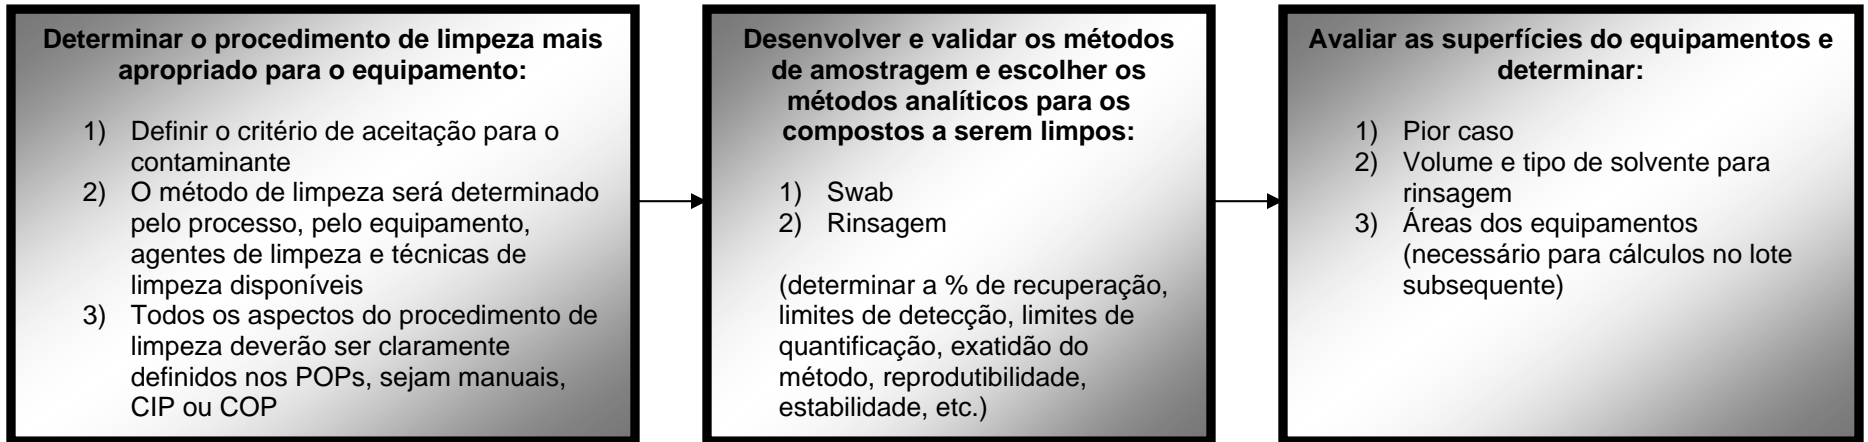 Determinar o procedimento de limpeza mais
apropriado para o equipamento:
1) Definir o critério de aceitação para o
contaminante
2) O método de limpeza será determinado
pelo processo, pelo equipamento,
agentes de limpeza e técnicas de
limpeza disponíveis
3) Todos os aspectos do procedimento de
limpeza deverão ser claramente
definidos nos POPs, sejam manuais,
CIP ou COP
Desenvolver e validar os métodos
de amostragem e escolher os
métodos analíticos para os
compostos a serem limpos:
1) Swab
2) Rinsagem
(determinar a % de recuperação,
limites de detecção, limites de
quantificação, exatidão do
método, reprodutibilidade,
estabilidade, etc.)
Avaliar as superfícies do equipamentos e
determinar:
1) Pior caso
2) Volume e tipo de solvente para
rinsagem
3) Áreas dos equipamentos
(necessário para cálculos no lote
subsequente)